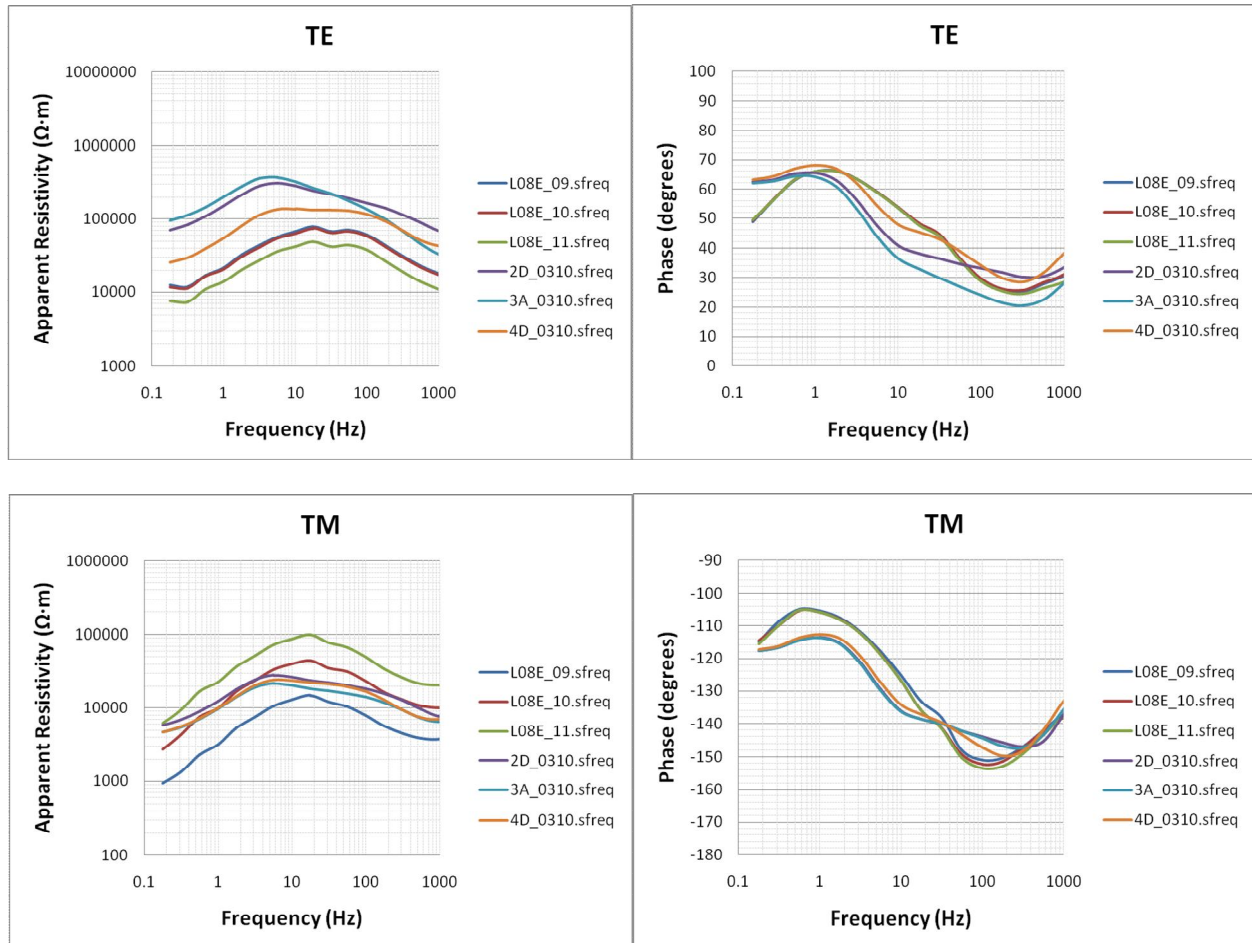 TE
Apparent Resistivity (Ω·m)
10000000
1000000
100000
10000
1000
0.1 1 10 100 1000
Frequency (Hz)
L08E_09.sfreq
L08E_10.sfreq
L08E_11.sfreq
2D_0310.sfreq
3A_0310.sfreq
4D_0310.sfreq
TE
Phase (degrees)
100
90
80
70
60
50
40
30
20
10
0
0.1 1 10 100 1000
Frequency (Hz)
L08E_09.sfreq
L08E_10.sfreq
L08E_11.sfreq
2D_0310.sfreq
3A_0310.sfreq
4D_0310.sfreq
TM
Apparent Resistivity (Ω·m)
1000000
100000
10000
1000
100
0.1 1 10 100 1000
Frequency (Hz)
L08E_09.sfreq
L08E_10.sfreq
L08E_11.sfreq
2D_0310.sfreq
3A_0310.sfreq
4D_0310.sfreq
TM
Phase (degrees)
-90
-100
-110
-120
-130
-140
-150
-160
-170
-180
0.1 1 10 100 1000
Frequency (Hz)
L08E_09.sfreq
L08E_10.sfreq
L08E_11.sfreq
2D_0310.sfreq
3A_0310.sfreq
4D_0310.sfreq